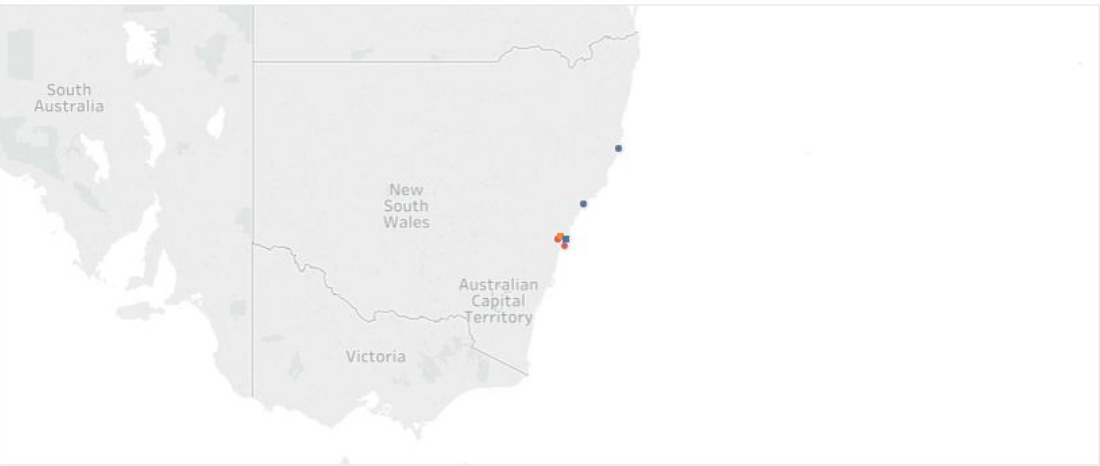 South
Australia
New
South
Wales
Australian
Capital
Territory
Victoria